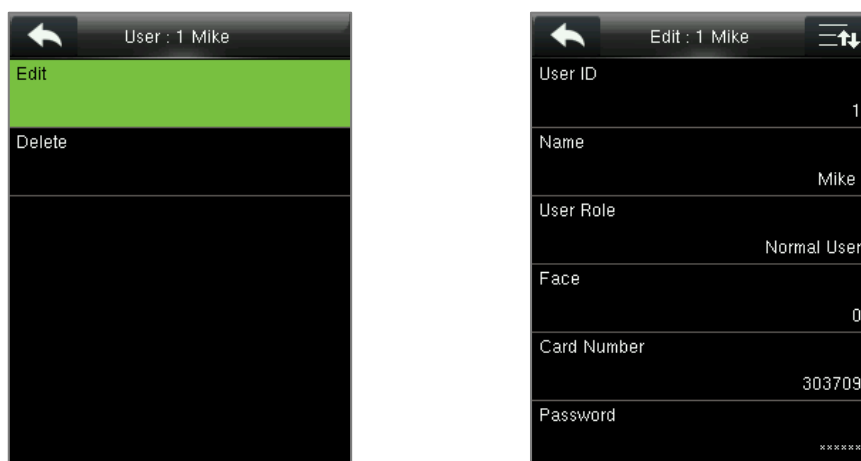 User : 1 Mike
Edit
Delete
Edit : 1 Mike
User ID
1
Name
Mike
User Role
Normal User
Face
0
Card Number
303709
Password
******